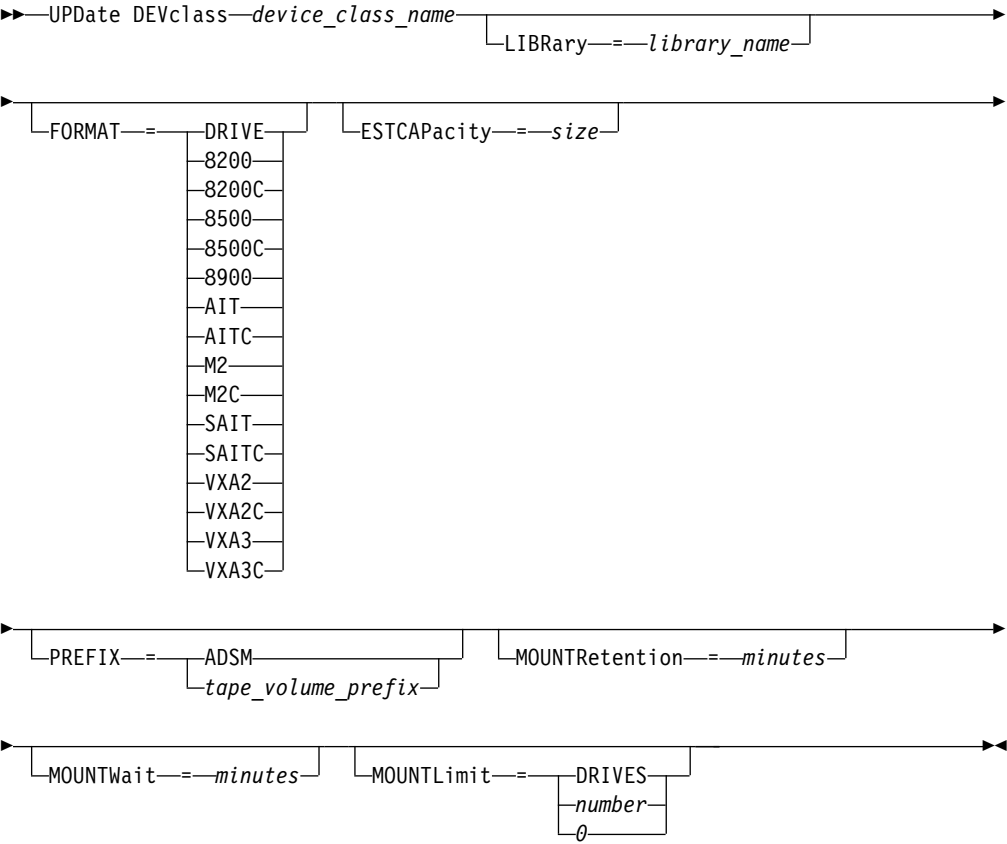 UPDate DEVclass device_class_name
LIBRary = library_name
FORMAT = DRIVE ESTCAPacity = size
8200
8200C
8500
8500C
8900
AIT
AITC
M2
M2C
SAIT
SAITC
VXA2
VXA2C
VXA3
VXA3C
PREFIX = ADSM MOUNTRetention = minutes
tape_volume_prefix
MOUNTWait = minutes MOUNTLimit = DRIVES
number
0